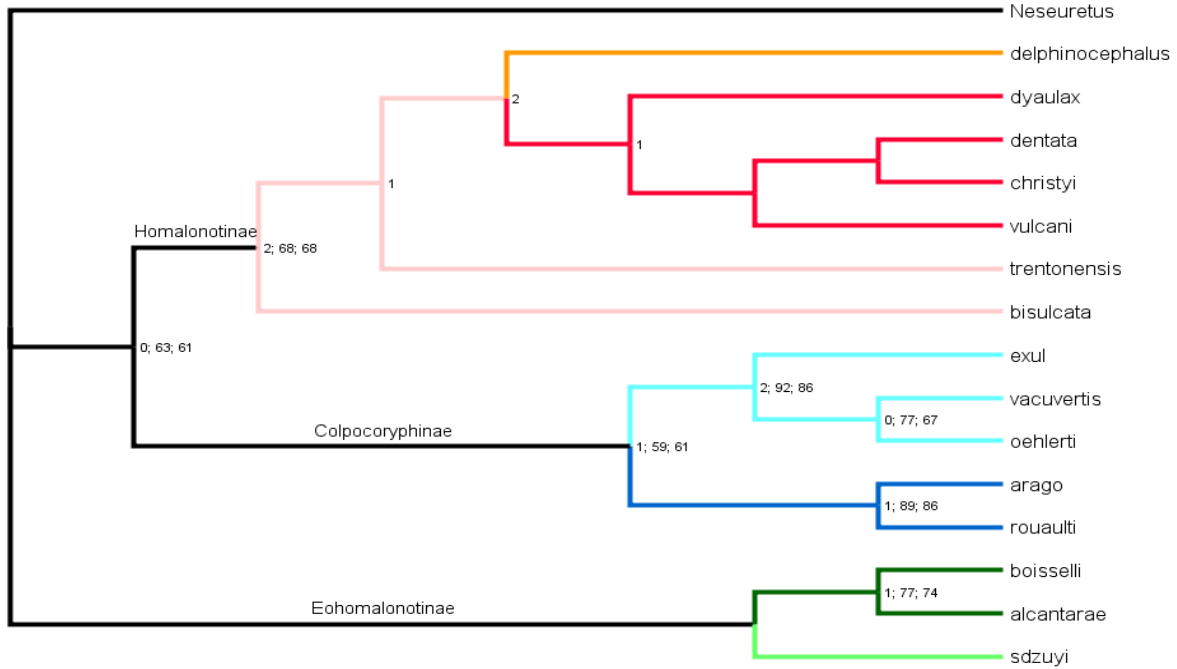 Neseuretus
delphinocephalus
2
dyaulax
dentata
1
christyi
1
vulcani
Homalonotinae
2; 68; 68
trentonensis
bisulcata
0; 63; 61
exul
2; 92; 86
vacuvertis
0; 77; 67
Colpocoryphinae
oehlerti
1; 59; 61
arago
1; 89; 86
rouaulti
boisselli
1; 77; 74
Eohomalonotinae
alcantarae
sdzuyi